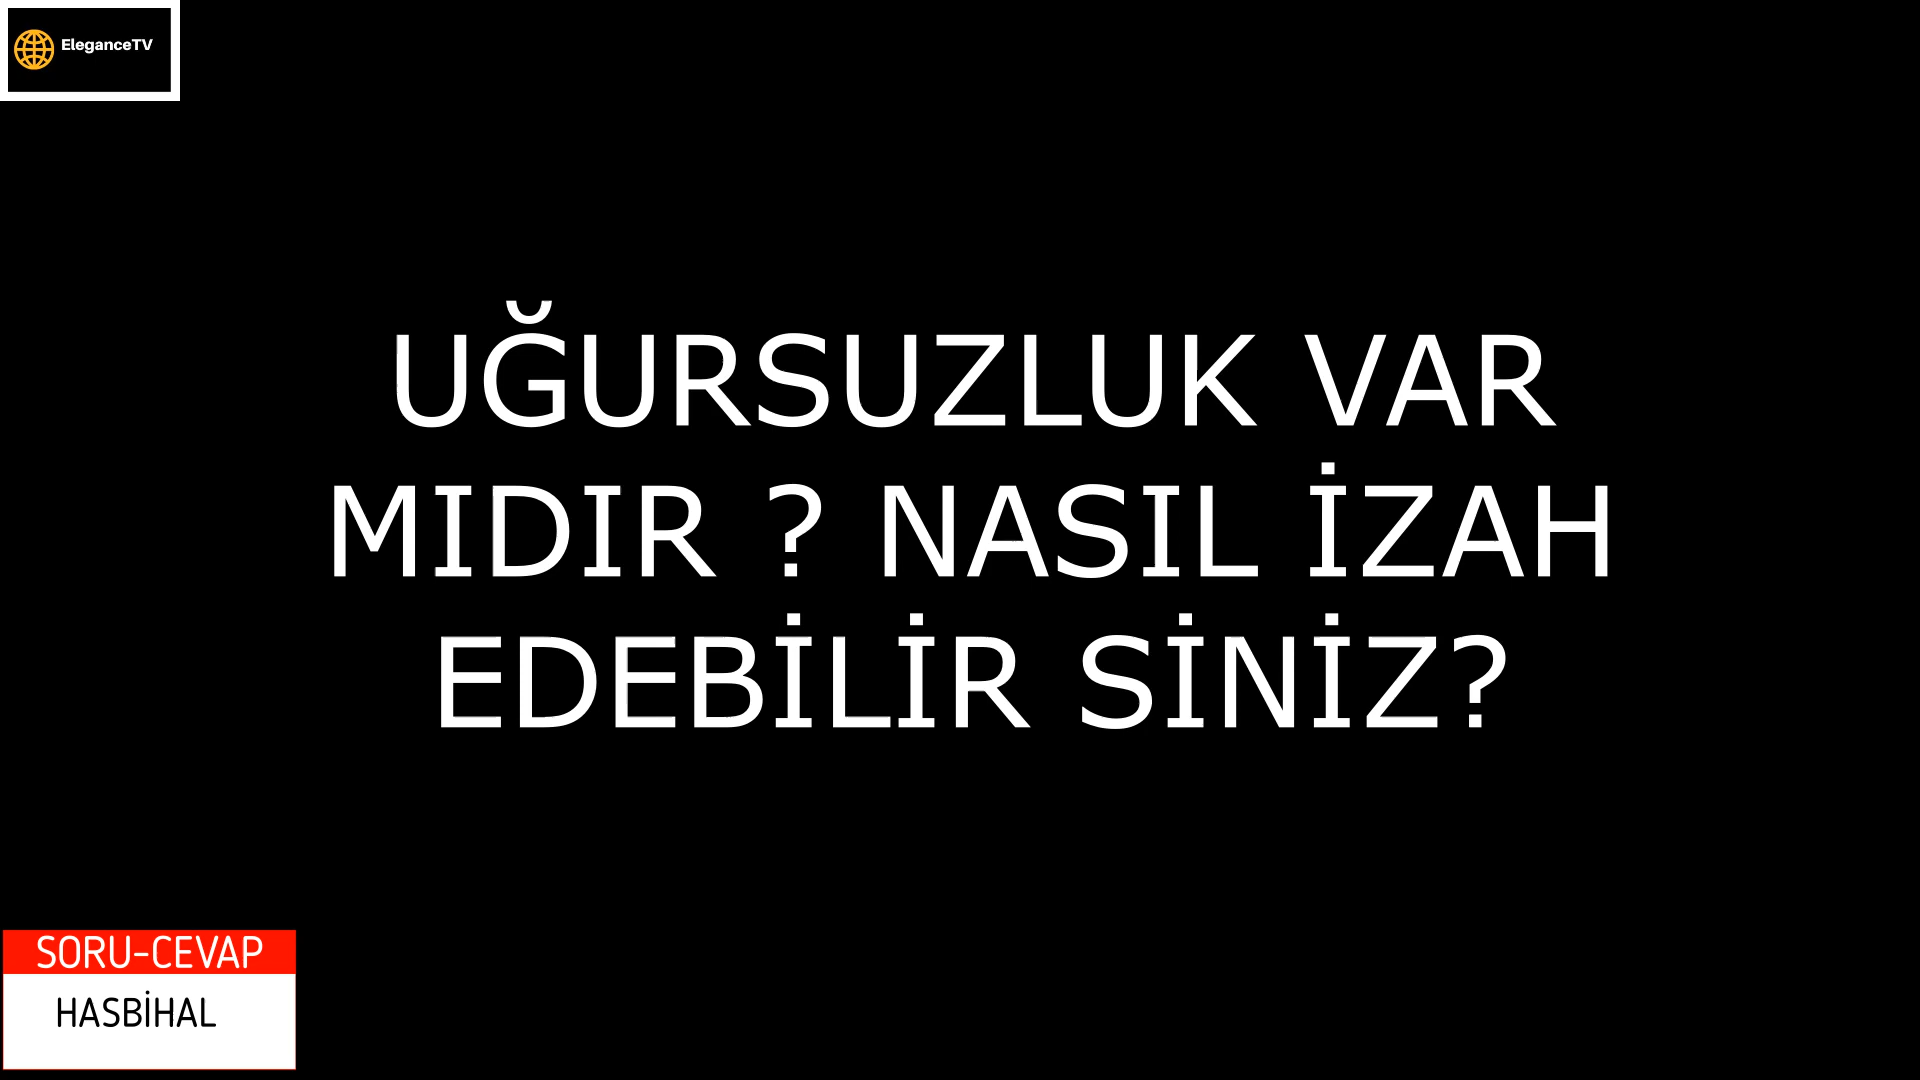 EleganceTV
UĞURSUZLUK VAR
MIDIR ? NASIL İZAH
EDEBİLİR SİNİZ?
SORU-CEVAP
HASBİHAL